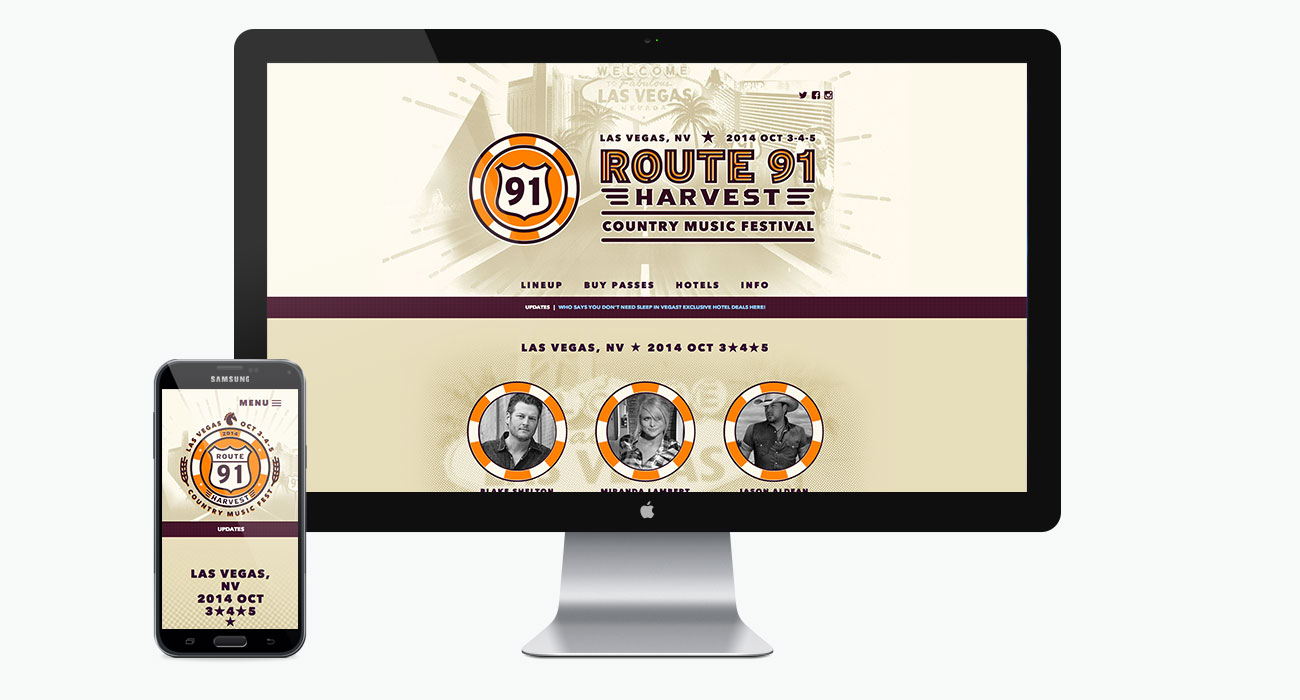 WELCOME
TO Fabulous
LAS VEGAS
NEVADA
LAS VEGAS, NV ★ 2014 OCT 3-4-5
91
ROUTE 91
HARVEST
COUNTRY MUSIC FESTIVAL
LINEUP BUY PASSES HOTELS INFO
UPDATES | WHO SAYS YOU DON'T NEED SLEEP IN VEGAS? EXCLUSIVE HOTEL DEALS HERE!
LAS VEGAS, NV ★ 2014 OCT 3★4★5
BLAKE SHELTON MIRANDA LAMBERT JASON ALDEAN
SAMSUNG
MENU
LAS VEGAS OCT 3-4-5
2014
ROUTE
91
HARVEST
COUNTRY MUSIC FEST
UPDATES
LAS VEGAS,
NV
2014 OCT
3★4★5
★